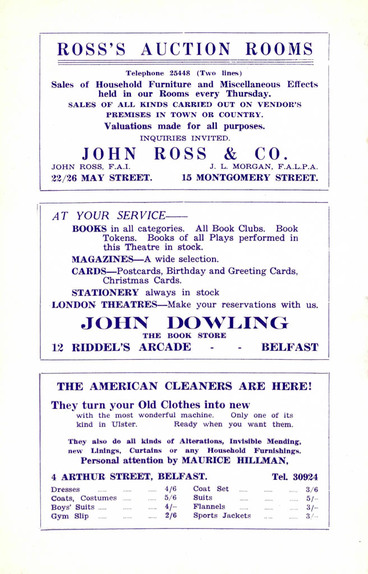 ROSS'S AUCTION ROOMS
Telephone 25448 (Two lines)
Sales of Household Furniture and Miscellaneous Effects
held in our Rooms every Thursday.
SALES OF ALL KINDS CARRIED OUT ON VENDOR'S
PREMISES IN TOWN OR COUNTRY.
Valuations made for all purposes.
INQUIRIES INVITED.
JOHN ROSS & CO.
JOHN ROSS, F.A.I. J. L. MORGAN, F.A.L.P.A.
22/26 MAY STREET. 15 MONTGOMERY STREET.
AT YOUR SERVICE—
BOOKS in all categories. All Book Clubs. Book
Tokens. Books of all Plays performed in
this Theatre in stock.
MAGAZINES—A wide selection.
CARDS—Postcards, Birthday and Greeting Cards,
Christmas Cards.
STATIONERY always in stock
LONDON THEATRES—Make your reservations with us.
JOHN DOWLING
THE BOOK STORE
12 RIDDEL'S ARCADE - - BELFAST
THE AMERICAN CLEANERS ARE HERE!
They turn your Old Clothes into new
with the most wonderful machine. Only one of its
kind in Ulster. Ready when you want them.
They also do all kinds of Alterations, Invisible Mending,
new Linings, Curtains or any Household Furnishings.
Personal attention by MAURICE HILLMAN,
4 ARTHUR STREET, BELFAST. Tel. 30924
Dresses .... .... .... 4/6 Coat Set .... .... .... 3/6
Coats, Costumes .... .... 5/6 Suits .... .... .... 5/-
Boys' Suits .... .... .... 4/- Flannels .... .... .... 3/-
Gym Slip .... .... .... 2/6 Sports Jackets .... .... 3/-